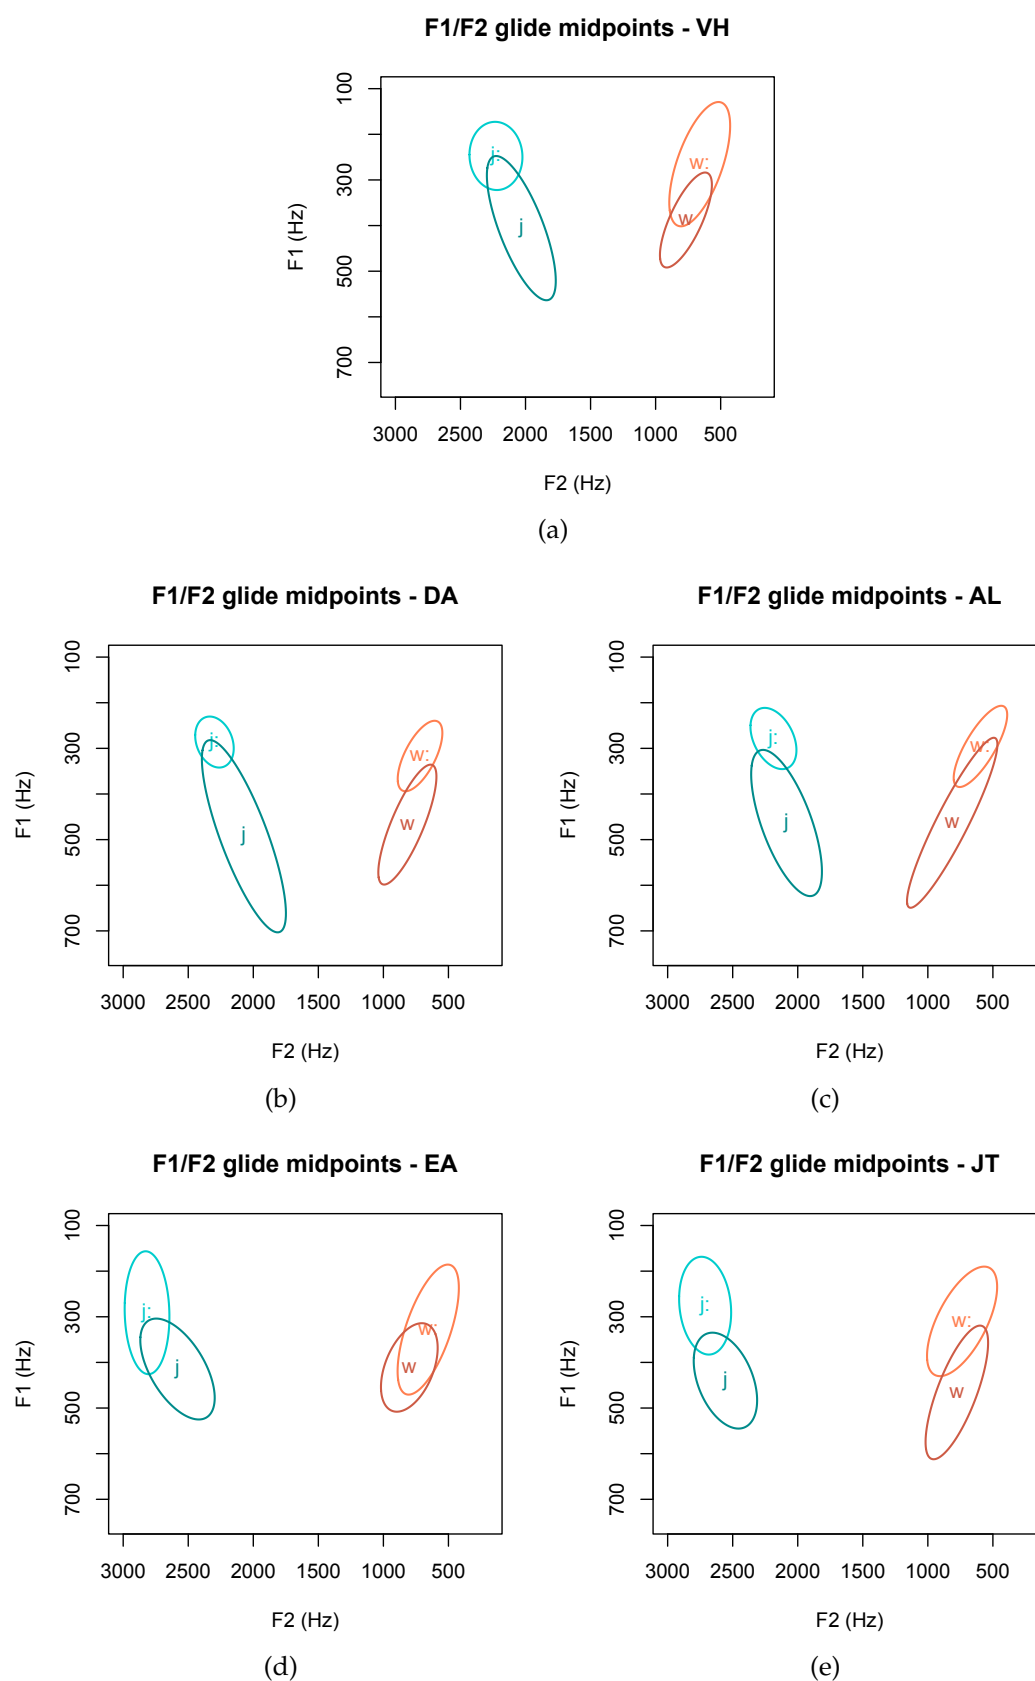 F1/F2 glide midpoints - VH
100
300
500
700
F1 (Hz)
j:
j
w:
w
3000 2500 2000 1500 1000 500
F2 (Hz)
(a)
F1/F2 glide midpoints - DA
100
300
500
700
F1 (Hz)
j:
j
w:
w
3000 2500 2000 1500 1000 500
F2 (Hz)
(b)
F1/F2 glide midpoints - AL
100
300
500
700
F1 (Hz)
j:
j
w:
w
3000 2500 2000 1500 1000 500
F2 (Hz)
(c)
F1/F2 glide midpoints - EA
100
300
500
700
F1 (Hz)
j:
j
w:
w
3000 2500 2000 1500 1000 500
F2 (Hz)
(d)
F1/F2 glide midpoints - JT
100
300
500
700
F1 (Hz)
j:
j
w:
w
3000 2500 2000 1500 1000 500
F2 (Hz)
(e)